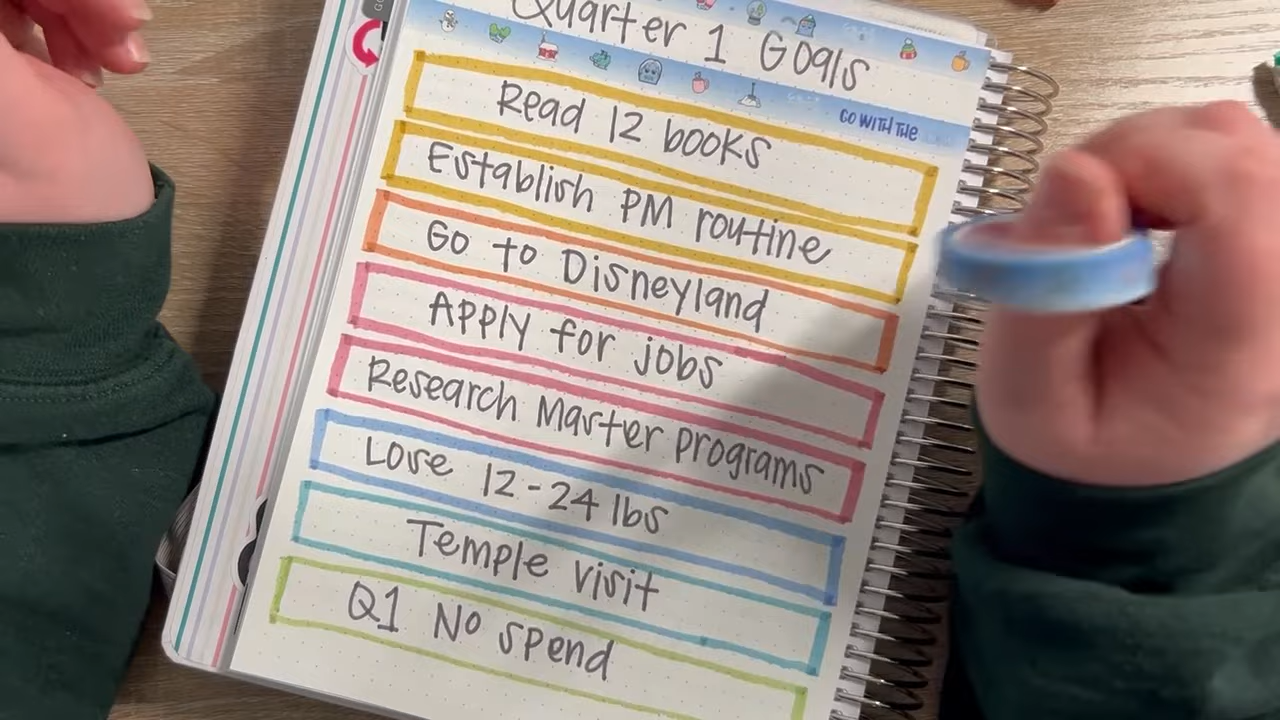 Quarter 1 Goals
GO WITH THE
Read 12 books
Establish PM routine
Go to Disneyland
Apply for jobs
Research Master programs
Lose 12-24 lbs
Temple visit
Q1 No spend